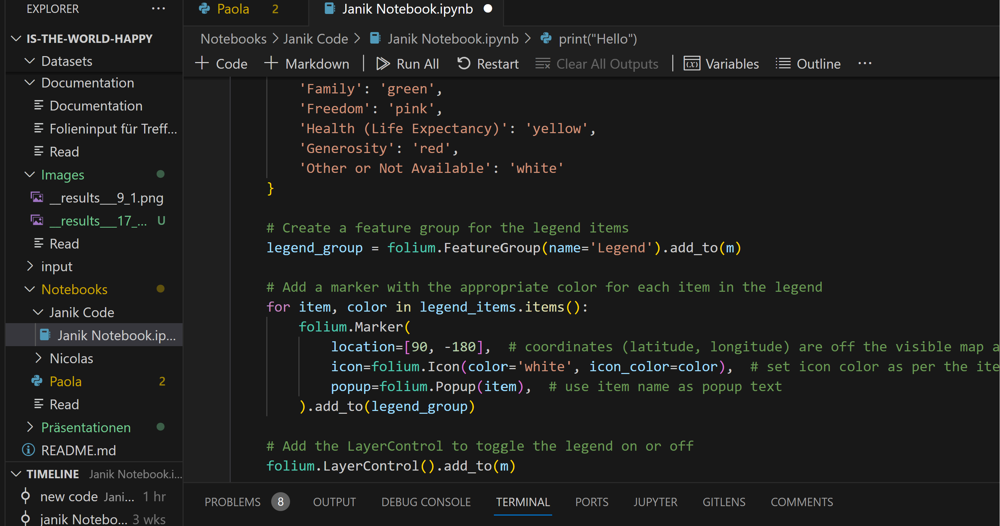 EXPLORER ...
IS-THE-WORLD-HAPPY
Datasets
Documentation
Documentation
Folieninput für Treff...
Read
Images
__results___9_1.png
__results___17_... U
Read
input
Notebooks
Janik Code
Janik Notebook.ip...
Nicolas
Paola 2
Read
Präsentationen
README.md
TIMELINE Janik Notebook.i...
new code Jani... 1 hr
janik Notebo... 3 wks
Paola 2 Janik Notebook.ipynb
Notebooks > Janik Code > Janik Notebook.ipynb > print("Hello")
+ Code + Markdown | Run All Restart Clear All Outputs | Variables Outline ...
'Family': 'green',
'Freedom': 'pink',
'Health (Life Expectancy)': 'yellow',
'Generosity': 'red',
'Other or Not Available': 'white'
}
# Create a feature group for the legend items
legend_group = folium.FeatureGroup(name='Legend').add_to(m)
# Add a marker with the appropriate color for each item in the legend
for item, color in legend_items.items():
folium.Marker(
location=[90, -180],  # coordinates (latitude, longitude) are off the visible map a
icon=folium.Icon(color='white', icon_color=color),  # set icon color as per the ite
popup=folium.Popup(item),  # use item name as popup text
).add_to(legend_group)
# Add the LayerControl to toggle the legend on or off
folium.LayerControl().add_to(m)
PROBLEMS 8 OUTPUT DEBUG CONSOLE TERMINAL PORTS JUPYTER GITLENS COMMENTS